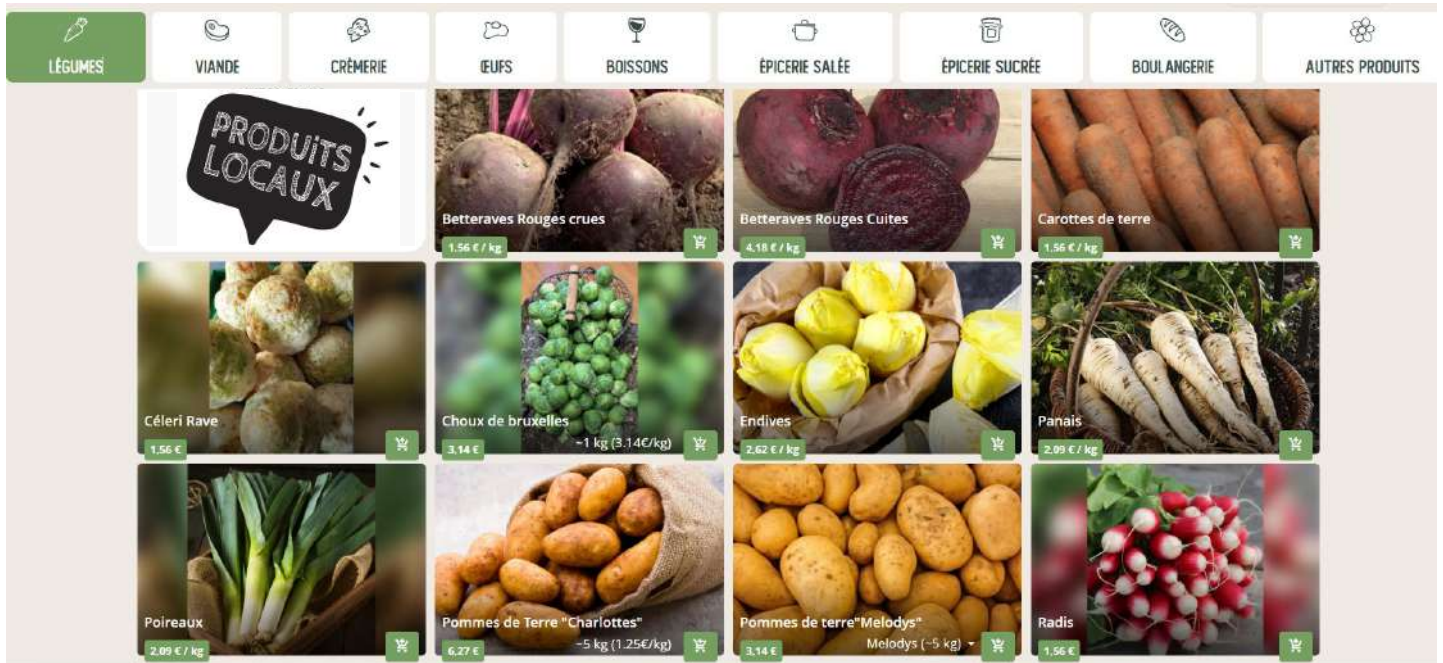 LÉGUMES
VIANDE
CRÈMERIE
ŒUFS
BOISSONS
ÉPICERIE SALÉE
ÉPICERIE SUCRÉE
BOULANGERIE
AUTRES PRODUITS
PRODUiTS
LOCAUX
Betteraves Rouges crues
1,56 € / kg
Betteraves Rouges Cuites
4,18 € / kg
Carottes de terre
1,56 € / kg
Céleri Rave
1,56 €
Choux de bruxelles
3,14 €
~1 kg (3.14€/kg)
Endives
2,62 € / kg
Panais
2,09 € / kg
Poireaux
2,09 € / kg
Pommes de Terre "Charlottes"
6,27 €
~5 kg (1.25€/kg)
Pommes de terre"Melodys"
3,14 €
Melodys (~5 kg)
Radis
1,56 €